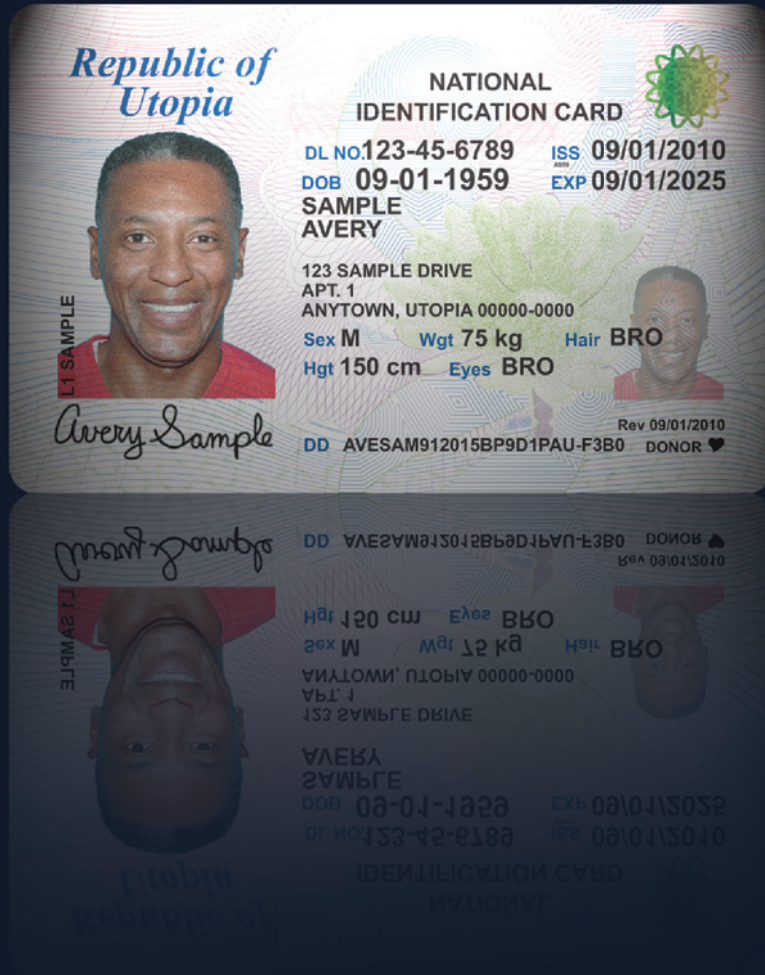 Republic of
Utopia
NATIONAL
IDENTIFICATION CARD
DL NO. 123-45-6789 ISS 09/01/2010
DOB 09-01-1959 EXP 09/01/2025
SAMPLE
AVERY
123 SAMPLE DRIVE
APT. 1
ANYTOWN, UTOPIA 00000-0000
Sex M Wgt 75 kg Hair BRO
Hgt 150 cm Eyes BRO
L1 SAMPLE
Avery Sample
Rev 09/01/2010
DD AVESAM912015BP9D1PAU-F3B0 DONOR